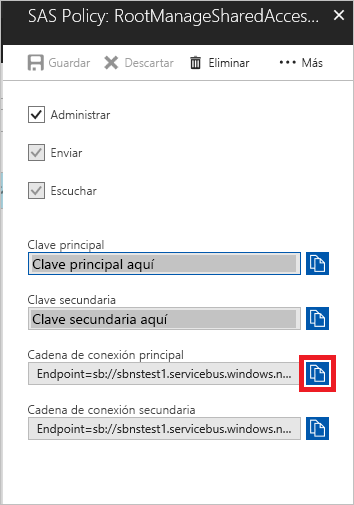 SAS Policy: RootManageSharedAcces...
Guardar Descartar Eliminar ••• Más
Administrar
Enviar
Escuchar
Clave principal
Clave principal aquí
Clave secundaria
Clave secundaria aquí
Cadena de conexión principal
Endpoint=sb://sbnstest1.servicebus.windows.n...
Cadena de conexión secundaria
Endpoint=sb://sbnstest1.servicebus.windows.n...